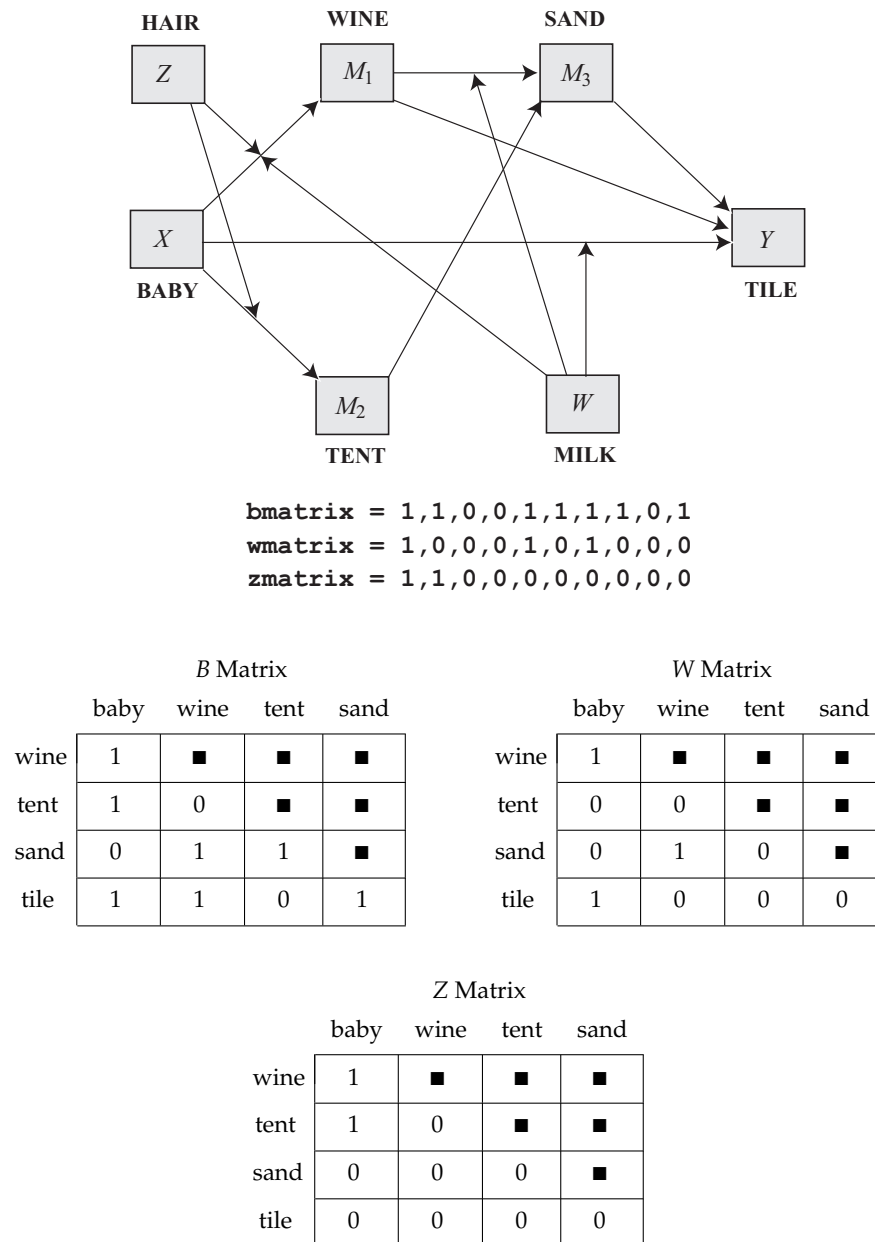 HAIR WINE SAND
Z M1 M3
X Y
BABY TILE
M2 W
TENT MILK
bmatrix = 1,1,0,0,1,1,1,1,0,1
wmatrix = 1,0,0,0,1,0,1,0,0,0
zmatrix = 1,1,0,0,0,0,0,0,0,0
B Matrix W Matrix
baby wine tent sand baby wine tent sand
wine 1 ■ ■ ■ wine 1 ■ ■ ■
tent 1 0 ■ ■ tent 0 0 ■ ■
sand 0 1 1 ■ sand 0 1 0 ■
tile 1 1 0 1 tile 1 0 0 0
Z Matrix
baby wine tent sand
wine 1 ■ ■ ■
tent 1 0 ■ ■
sand 0 0 0 ■
tile 0 0 0 0